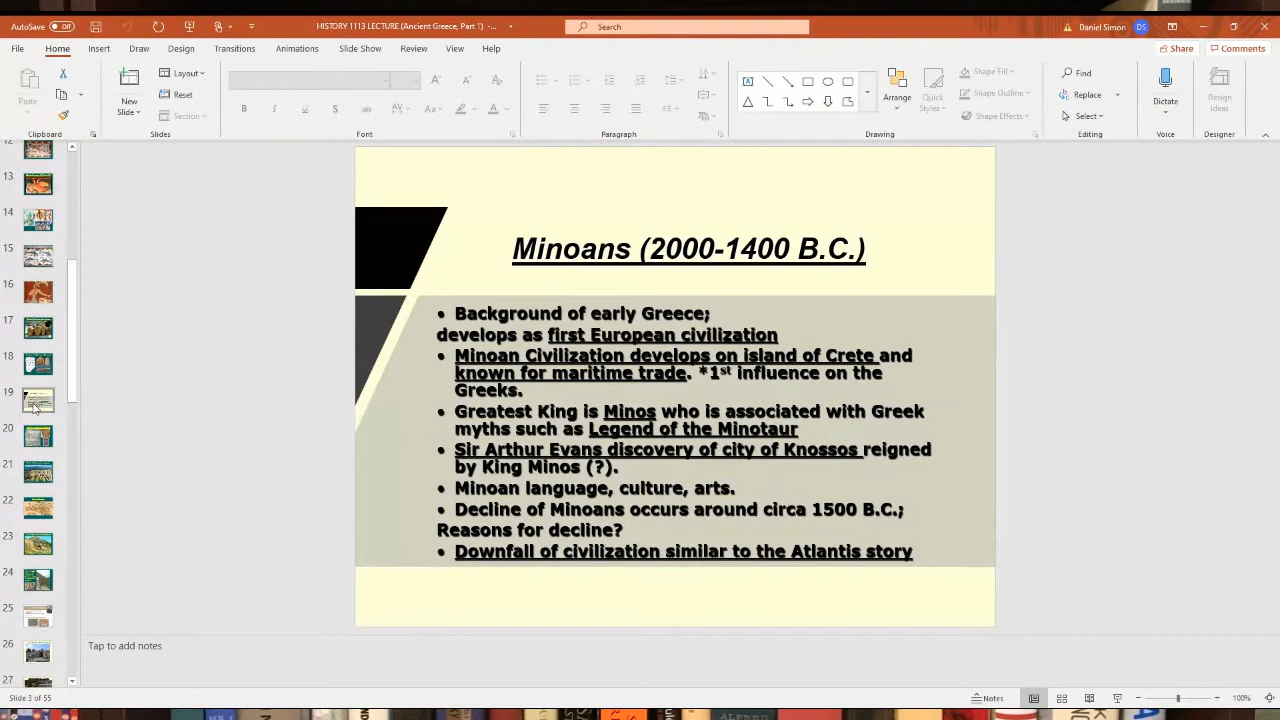 AutoSave Off
HISTORY 1113 LECTURE (Ancient Greece, Part 1) -...
Search
Daniel Simon DS
File Home Insert Draw Design Transitions Animations Slide Show Review View Help
Share Comments
Paste
Clipboard
New
Slide
Layout
Reset
Section
Slides
Font
Paragraph
Arrange
Quick
Styles
Shape Fill
Shape Outline
Shape Effects
Drawing
Find
Replace
Select
Editing
Dictate
Voice
Design
Ideas
Designer
12
13
14
15
16
17
18
19
20
21
22
23
24
25
26
27
Minoans (2000-1400 B.C.)
• Background of early Greece;
develops as first European civilization
• Minoan Civilization develops on island of Crete and
known for maritime trade. *1st influence on the
Greeks.
• Greatest King is Minos who is associated with Greek
myths such as Legend of the Minotaur
• Sir Arthur Evans discovery of city of Knossos reigned
by King Minos (?).
• Minoan language, culture, arts.
• Decline of Minoans occurs around circa 1500 B.C.;
Reasons for decline?
• Downfall of civilization similar to the Atlantis story
Tap to add notes
Slide 3 of 55
Notes
100%